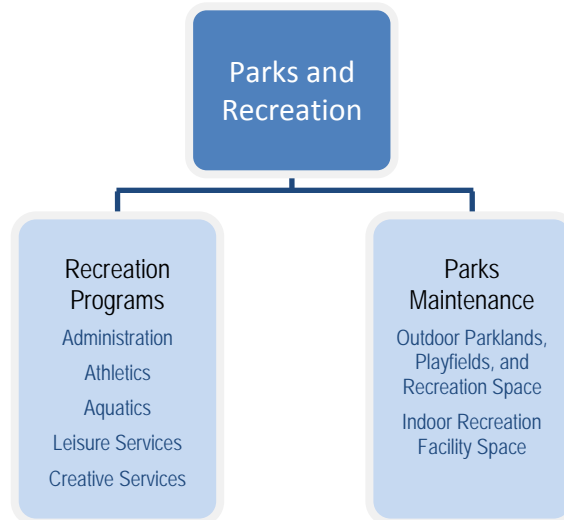 Parks and
Recreation
Recreation
Programs
Administration
Athletics
Aquatics
Leisure Services
Creative Services
Parks
Maintenance
Outdoor Parklands,
Playfields, and
Recreation Space
Indoor Recreation
Facility Space